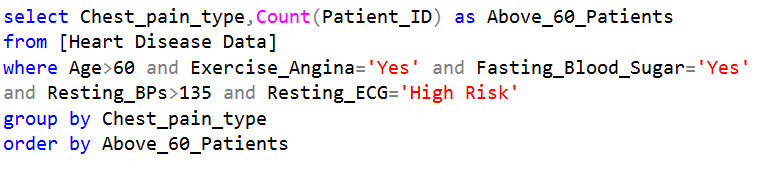 select Chest_pain_type,Count(Patient_ID) as Above_60_Patients
from [Heart Disease Data]
where Age>60 and Exercise_Angina='Yes' and Fasting_Blood_Sugar='Yes'
and Resting_BPs>135 and Resting_ECG='High Risk'
group by Chest_pain_type
order by Above_60_Patients